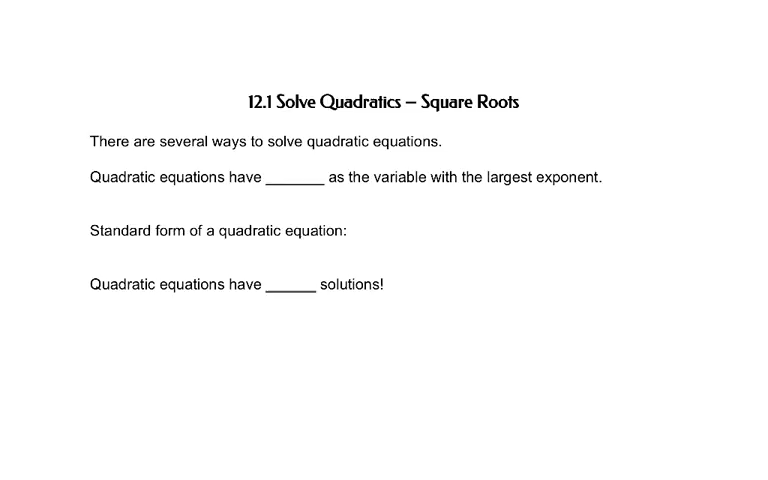 12.1 Solve Quadratics – Square Roots
There are several ways to solve quadratic equations.
Quadratic equations have _______ as the variable with the largest exponent.
Standard form of a quadratic equation:
Quadratic equations have ______ solutions!